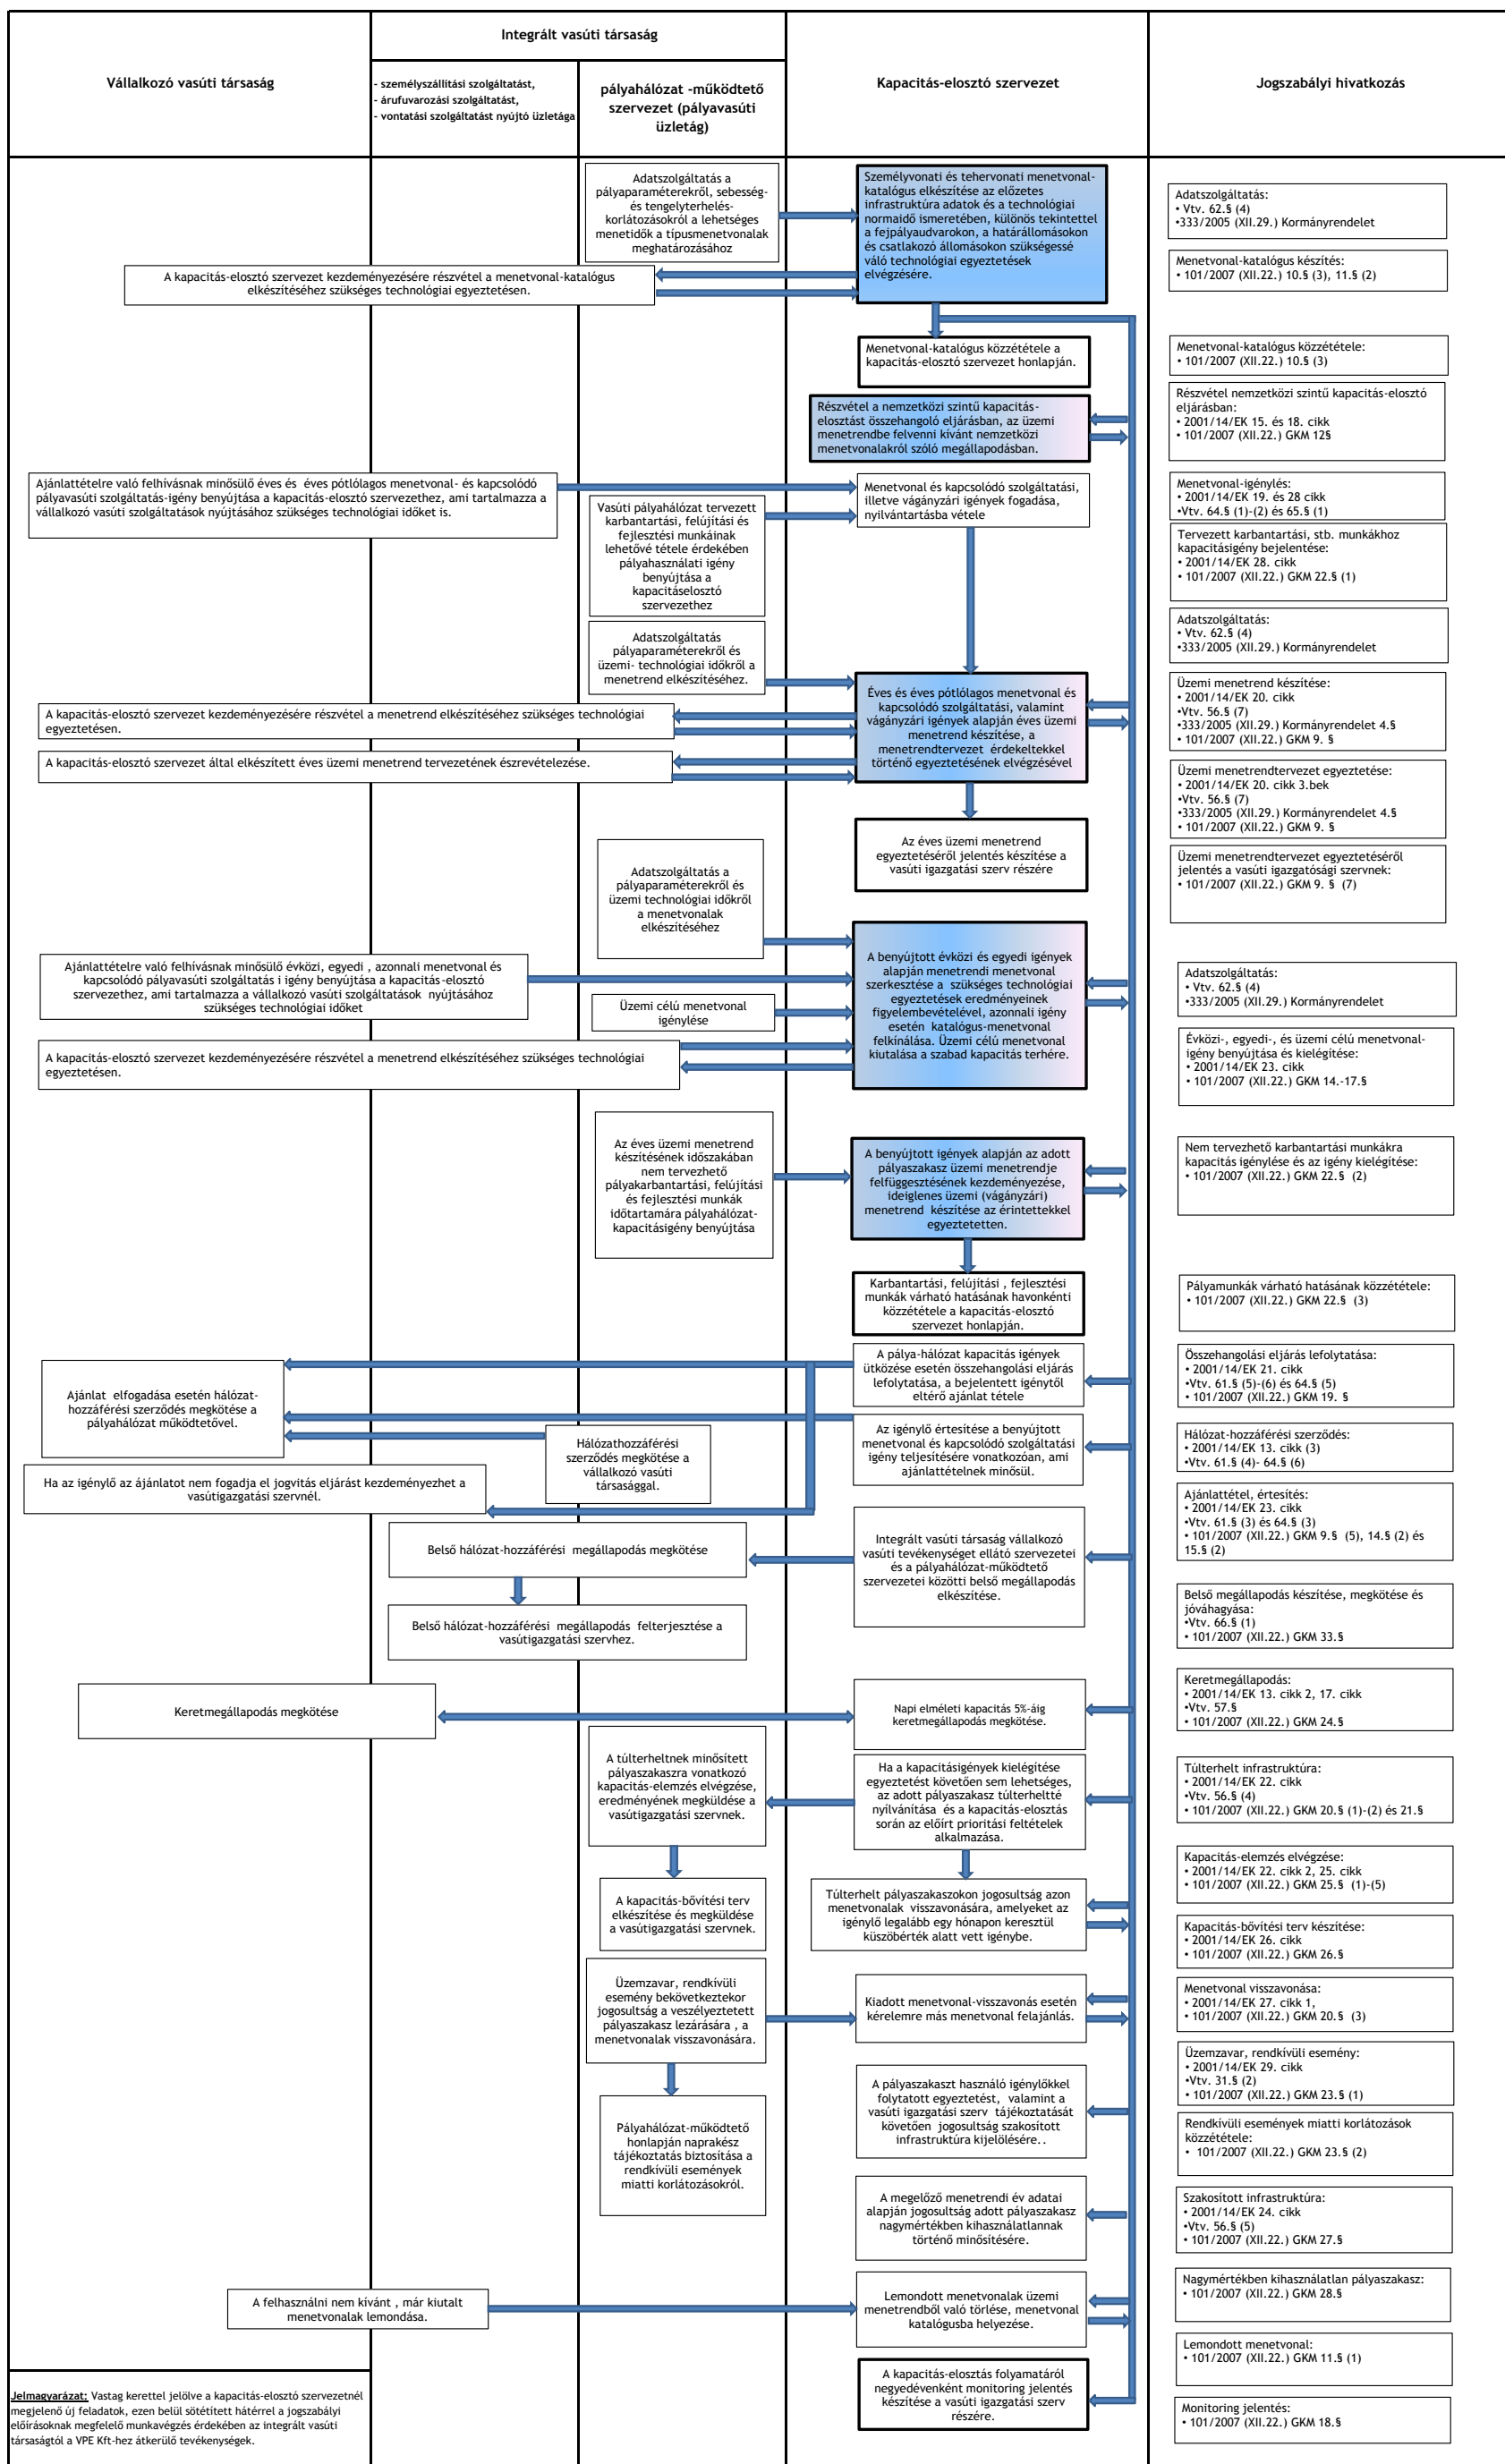 Vállalkozó vasúti társaság
Integrált vasúti társaság
- személyszállítási szolgáltatást,
- árufuvarozási szolgáltatást,
- vontatási szolgáltatást nyújtó üzletága
pályahálózat -működtető
szervezet (pályavasúti
üzletág)
Kapacitás-elosztó szervezet
Jogszabályi hivatkozás
Adatszolgáltatás a
pályaparaméterekről, sebesség-
és tengelyterhelés-
korlátozásokról a lehetséges
menetidők a típusmenetvonalak
meghatározásához
Személyvonati és tehervonati menetvonal-
katalógus elkészítése az előzetes
infrastruktúra adatok és a technológiai
normaidő ismeretében, különös tekintettel
a fejpályaudvarokon, a határállomásokon
és csatlakozó állomásokon szükségessé
váló technológiai egyeztetések
elvégzésére.
Adatszolgáltatás:
• Vtv. 62.§ (4)
•333/2005 (XII.29.) Kormányrendelet
A kapacitás-elosztó szervezet kezdeményezésére részvétel a menetvonal-katalógus
elkészítéséhez szükséges technológiai egyeztetésen.
Menetvonal-katalógus készítés:
• 101/2007 (XII.22.) 10.§ (3), 11.§ (2)
Menetvonal-katalógus közzététele a
kapacitás-elosztó szervezet honlapján.
Menetvonal-katalógus közzététele:
• 101/2007 (XII.22.) 10.§ (3)
Részvétel a nemzetközi szintű kapacitás-
elosztást összehangoló eljárásban, az üzemi
menetrendbe felvenni kívánt nemzetközi
menetvonalakról szóló megállapodásban.
Részvétel nemzetközi szintű kapacitás-elosztó
eljárásban:
• 2001/14/EK 15. és 18. cikk
• 101/2007 (XII.22.) GKM 12§
Ajánlattételre való felhívásnak minősülő éves és  éves pótlólagos menetvonal- és kapcsolódó
pályavasúti szolgáltatás-igény benyújtása a kapacitás-elosztó szervezethez, ami tartalmazza a
vállalkozó vasúti szolgáltatások nyújtásához szükséges technológiai időket is.
Vasúti pályahálózat tervezett
karbantartási, felújítási és
fejlesztési munkáinak
lehetővé tétele érdekében
pályahasználati igény
benyújtása a
kapacitáselosztó
szervezethez
Menetvonal és kapcsolódó szolgáltatási,
illetve vágányzári igények fogadása,
nyilvántartásba vétele
Menetvonal-igénylés:
• 2001/14/EK 19. és 28 cikk
•Vtv. 64.§ (1)-(2) és 65.§ (1)
Tervezett karbantartási, stb. munkákhoz
kapacitásigény bejelentése:
• 2001/14/EK 28. cikk
• 101/2007 (XII.22.) GKM 22.§ (1)
Adatszolgáltatás
pályaparaméterekről és
üzemi- technológiai időkről a
menetrend elkészítéséhez.
Adatszolgáltatás:
• Vtv. 62.§ (4)
•333/2005 (XII.29.) Kormányrendelet
A kapacitás-elosztó szervezet kezdeményezésére részvétel a menetrend elkészítéséhez szükséges technológiai
egyeztetésen.
A kapacitás-elosztó szervezet által elkészített éves üzemi menetrend tervezetének észrevételezése.
Éves és éves pótlólagos menetvonal és
kapcsolódó szolgáltatási, valamint
vágányzári igények alapján éves üzemi
menetrend készítése, a
menetrendtervezet érdekeltekkel
történő egyeztetésének elvégzésével
Üzemi menetrend készítése:
• 2001/14/EK 20. cikk
•Vtv. 56.§ (7)
•333/2005 (XII.29.) Kormányrendelet 4.§
• 101/2007 (XII.22.) GKM 9. §
Üzemi menetrendtervezet egyeztetése:
• 2001/14/EK 20. cikk 3.bek
•Vtv. 56.§ (7)
•333/2005 (XII.29.) Kormányrendelet 4.§
• 101/2007 (XII.22.) GKM 9. §
Az éves üzemi menetrend
egyeztetéséről jelentés készítése a
vasúti igazgatási szerv részére
Üzemi menetrendtervezet egyeztetéséről
jelentés a vasúti igazgatósági szervnek:
• 101/2007 (XII.22.) GKM 9. §  (7)
Adatszolgáltatás a
pályaparaméterekről és
üzemi technológiai időkről
a menetvonalak
elkészítéséhez
Ajánlattételre való felhívásnak minősülő évközi, egyedi , azonnali menetvonal és
kapcsolódó pályavasúti szolgáltatás i igény benyújtása a kapacitás-elosztó
szervezethez, ami tartalmazza a vállalkozó vasúti szolgáltatások  nyújtásához
szükséges technológiai időket
Üzemi célú menetvonal
igénylése
A kapacitás-elosztó szervezet kezdeményezésére részvétel a menetrend elkészítéséhez szükséges technológiai
egyeztetésen.
A benyújtott évközi és egyedi igények
alapján menetrendi menetvonal
szerkesztése a  szükséges technológiai
egyeztetések eredményeinek
figyelembevételével, azonnali igény
esetén  katalógus-menetvonal
felkínálása. Üzemi célú menetvonal
kiutalása a szabad kapacitás terhére.
Adatszolgáltatás:
• Vtv. 62.§ (4)
•333/2005 (XII.29.) Kormányrendelet
Évközi-, egyedi-, és üzemi célú menetvonal-
igény benyújtása és kielégítése:
• 2001/14/EK 23. cikk
• 101/2007 (XII.22.) GKM 14.-17.§
Az éves üzemi menetrend
készítésének időszakában
nem tervezhető
pályakarbantartási, felújítási
és fejlesztési munkák
időtartamára pályahálózat-
kapacitásigény benyújtása
A benyújtott igények alapján az adott
pályaszakasz üzemi menetrendje
felfüggesztésének kezdeményezése,
ideiglenes üzemi (vágányzári)
menetrend  készítése az érintettekkel
egyeztetetten.
Nem tervezhető karbantartási munkákra
kapacitás igénylése és az igény kielégítése:
• 101/2007 (XII.22.) GKM 22.§  (2)
Karbantartási, felújítási , fejlesztési
munkák várható hatásának havonkénti
közzététele a kapacitás-elosztó
szervezet honlapján.
Pályamunkák várható hatásának közzététele:
• 101/2007 (XII.22.) GKM 22.§  (3)
Ajánlat  elfogadása esetén hálózat-
hozzáférési szerződés megkötése a
pályahálózat működtetővel.
A pálya-hálózat kapacitás igények
ütközése esetén összehangolási eljárás
lefolytatása, a bejelentett igénytől
eltérő ajánlat tétele
Összehangolási eljárás lefolytatása:
• 2001/14/EK 21. cikk
•Vtv. 61.§ (5)-(6) és 64.§ (5)
• 101/2007 (XII.22.) GKM 19. §
Hálózathozzáférési
szerződés megkötése a
vállalkozó vasúti
társasággal.
Az igénylő értesítése a benyújtott
menetvonal és kapcsolódó szolgáltatási
igény teljesítésére vonatkozóan, ami
ajánlattételnek minősül.
Hálózat-hozzáférési szerződés:
• 2001/14/EK 13. cikk (3)
•Vtv. 61.§ (4)- 64.§ (6)
Ha az igénylő az ájánlatot nem fogadja el jogvitás eljárást kezdeményezhet a
vasútigazgatási szervnél.
Ajánlattétel, értesítés:
• 2001/14/EK 23. cikk
•Vtv. 61.§ (3) és 64.§ (3)
• 101/2007 (XII.22.) GKM 9.§  (5), 14.§ (2) és
15.§ (2)
Belső hálózat-hozzáférési  megállapodás megkötése
Integrált vasúti társaság vállalkozó
vasúti tevékenységet ellátó szervezetei
és a pályahálózat-működtető
szervezetei közötti belső megállapodás
elkészítése.
Belső hálózat-hozzáférési  megállapodás  felterjesztése a
vasútigazgatási szervhez.
Belső megállapodás készítése, megkötése és
jóváhagyása:
•Vtv. 66.§ (1)
• 101/2007 (XII.22.) GKM 33.§
Keretmegállapodás megkötése
Napi elméleti kapacitás 5%-áig
keretmegállapodás megkötése.
Keretmegállapodás:
• 2001/14/EK 13. cikk 2, 17. cikk
•Vtv. 57.§
• 101/2007 (XII.22.) GKM 24.§
A túlterheltnek minősített
pályaszakaszra vonatkozó
kapacitás-elemzés elvégzése,
eredményének megküldése a
vasútigazgatási szervnek.
Ha a kapacitásigények kielégítése
egyeztetést követően sem lehetséges,
az adott pályaszakasz túlterheltté
nyílvánítása  és a kapacitás-elosztás
során az előírt prioritási feltételek
alkalmazása.
Túlterhelt infrastruktúra:
• 2001/14/EK 22. cikk
•Vtv. 56.§ (4)
• 101/2007 (XII.22.) GKM 20.§ (1)-(2) és 21.§
Kapacitás-elemzés elvégzése:
• 2001/14/EK 22. cikk 2, 25. cikk
• 101/2007 (XII.22.) GKM 25.§  (1)-(5)
A kapacitás-bővítési terv
elkészítése és megküldése
a vasútigazgatási szervnek.
Túlterhelt pályaszakaszokon jogosultság azon
menetvonalak  visszavonására, amelyeket az
igénylő legalább egy hónapon keresztül
küszöbérték alatt vett igénybe.
Kapacitás-bővítési terv készítése:
• 2001/14/EK 26. cikk
• 101/2007 (XII.22.) GKM 26.§
Üzemzavar, rendkívüli
esemény bekövetkeztekor
jogosultság a veszélyeztetett
pályaszakasz lezárására , a
menetvonalak visszavonására.
Kiadott menetvonal-visszavonás esetén
kérelemre más menetvonal felajánlás.
Menetvonal visszavonása:
• 2001/14/EK 27. cikk 1,
• 101/2007 (XII.22.) GKM 20.§  (3)
Üzemzavar, rendkívüli esemény:
• 2001/14/EK 29. cikk
•Vtv. 31.§ (2)
• 101/2007 (XII.22.) GKM 23.§ (1)
Pályahálózat-működtető
honlapján naprakész
tájékoztatás biztosítása a
rendkívüli események
miatti korlátozásokról.
A pályaszakaszt használó igénylőkkel
folytatott egyeztetést,  valamint a
vasúti igazgatási szerv  tájékoztatását
követően  jogosultság szakosított
infrastruktúra kijelölésére..
Rendkívüli események miatti korlátozások
közzététele:
•  101/2007 (XII.22.) GKM 23.§ (2)
A megelőző menetrendi év adatai
alapján jogosultság adott pályaszakasz
nagymértékben kihasználatlannak
történő minősítésére.
Szakosított infrastruktúra:
• 2001/14/EK 24. cikk
•Vtv. 56.§ (5)
• 101/2007 (XII.22.) GKM 27.§
A felhasználni nem kívánt , már kiutalt
menetvonalak lemondása.
Lemondott menetvonalak üzemi
menetrendből való törlése, menetvonal
katalógusba helyezése.
Nagymértékben kihasználatlan pályaszakasz:
• 101/2007 (XII.22.) GKM 28.§
Lemondott menetvonal:
• 101/2007 (XII.22.) GKM 11.§ (1)
A kapacitás-elosztás folyamatáról
negyedévenként monitoring jelentés
készítése a vasúti igazgatási szerv
részére.
Monitoring jelentés:
• 101/2007 (XII.22.) GKM 18.§
Jelmagyarázat: Vastag kerettel jelölve a kapacitás-elosztó szervezetnél
megjelenő új feladatok, ezen belül sötétített hátérrel a jogszabályi
előírásoknak megfelelő munkavégzés érdekében az integrált vasúti
társaságtól a VPE Kft-hez átkerülő tevékenységek.